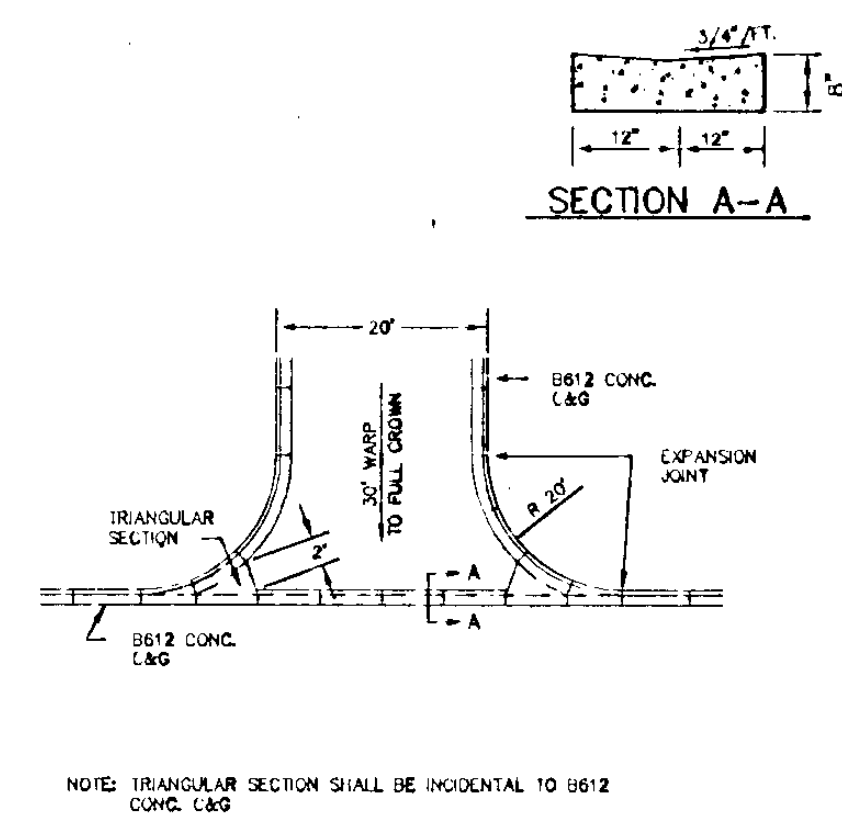 3/4"/FT.
8"
12" 12"
SECTION A-A
20'
B612 CONC.
C&G
30' WARP
TO FULL CROWN
EXPANSION
JOINT
R 20'
TRIANGULAR
SECTION
2'
A
A
B612 CONC.
C&G
NOTE: TRIANGULAR SECTION SHALL BE INCIDENTAL TO B612
CONC. C&G